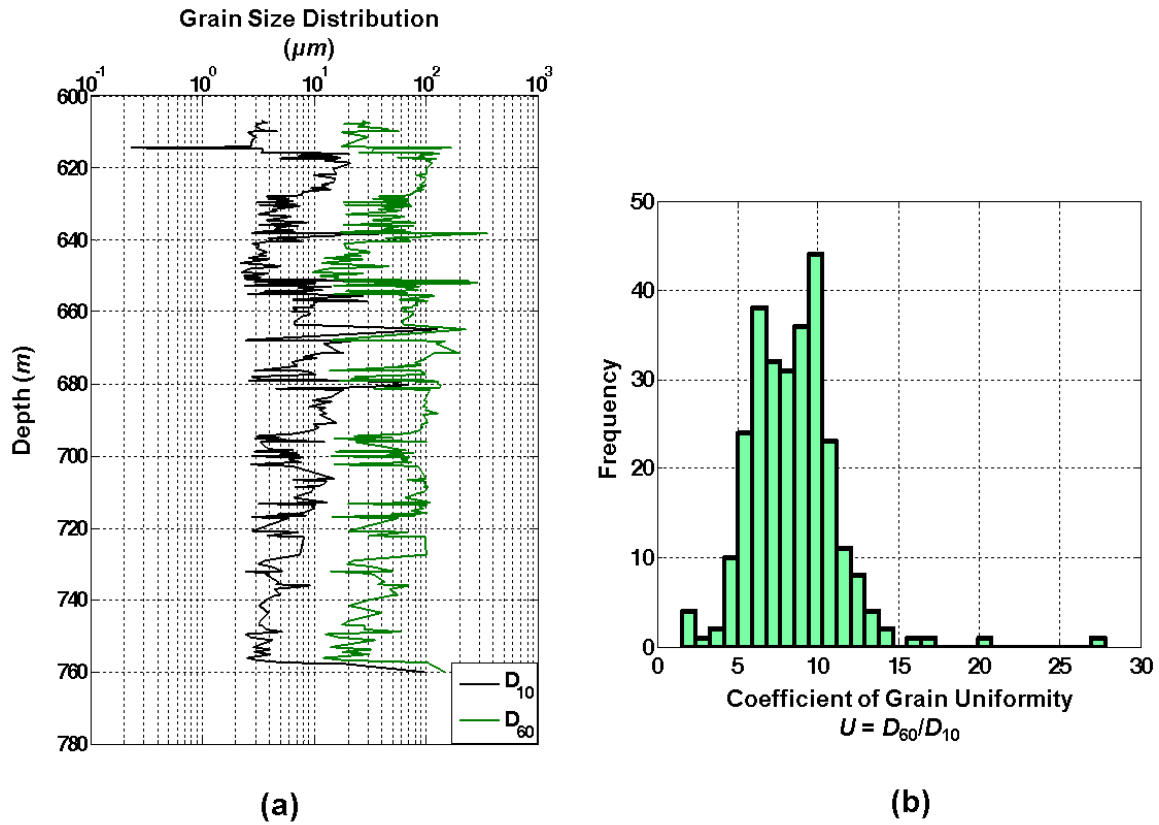 Grain Size Distribution
(µm)
10⁻¹ 10⁰ 10¹ 10² 10³
600
620
640
660
680
700
720
740
760
780
Depth (m)
D₁₀
D₆₀
(a)
50
40
30
20
10
0
Frequency
0 5 10 15 20 25 30
Coefficient of Grain Uniformity
U = D₆₀/D₁₀
(b)